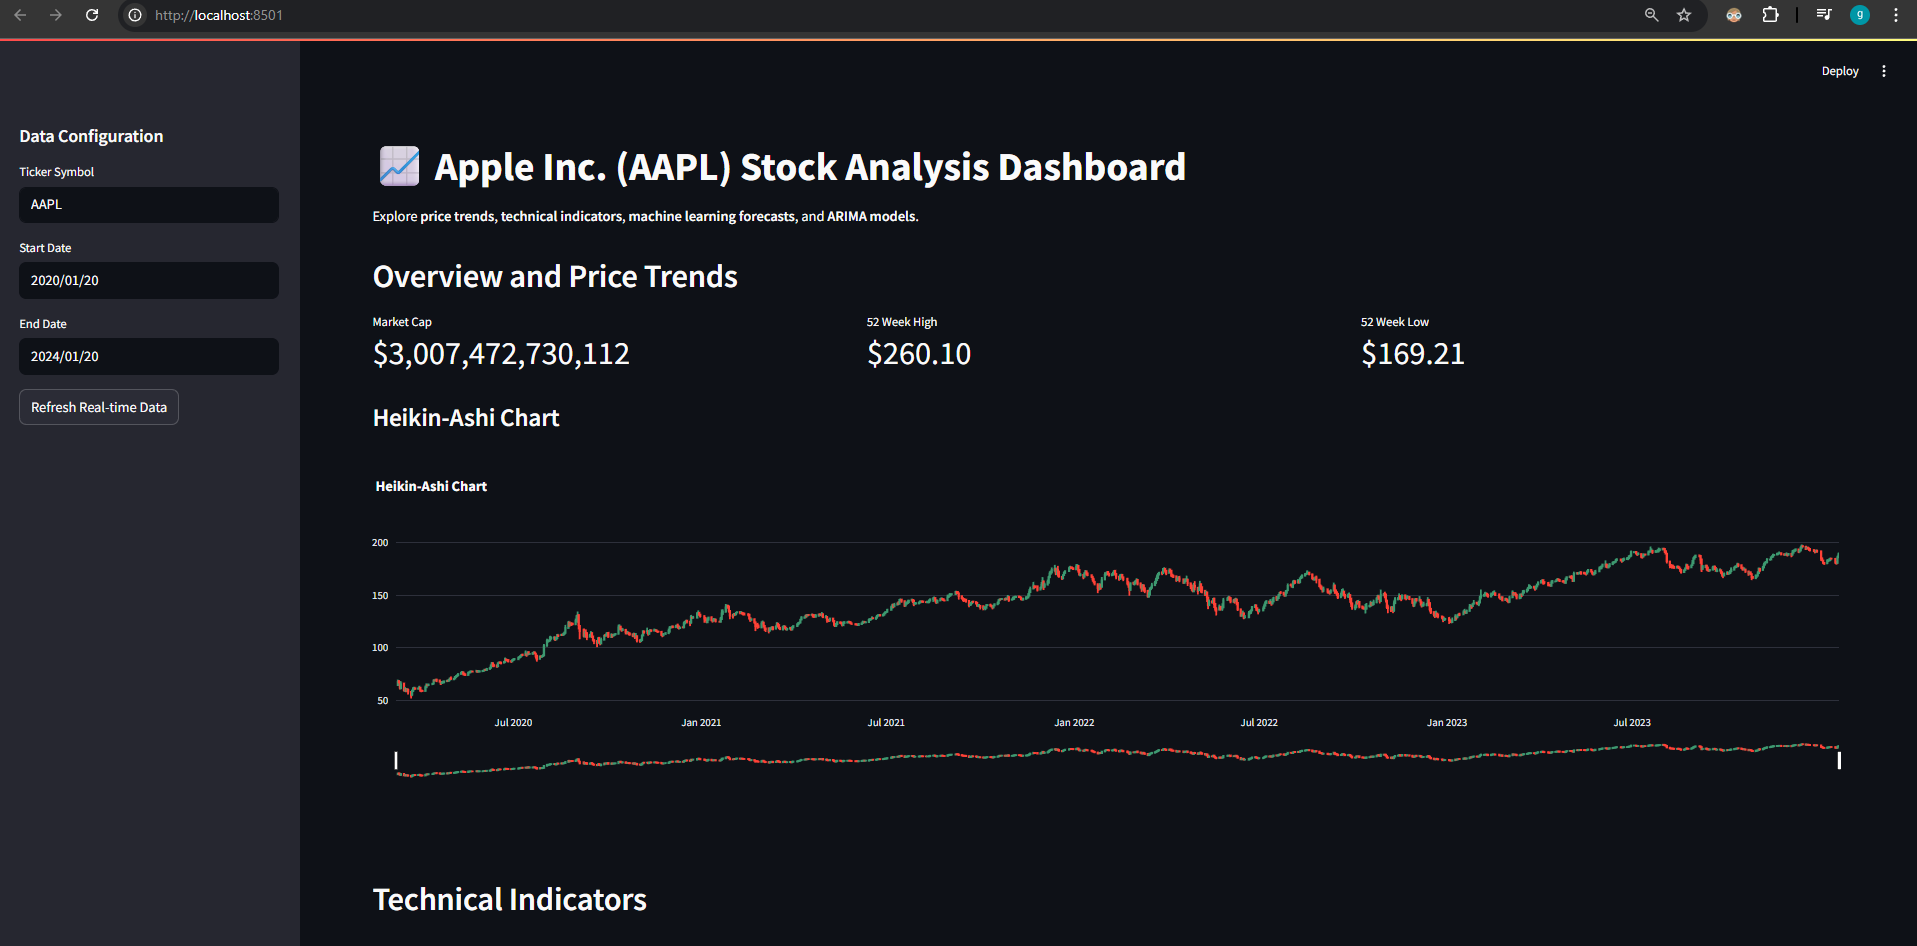 http://localhost:8501
g
Deploy
Data Configuration
Ticker Symbol
AAPL
Start Date
2020/01/20
End Date
2024/01/20
Refresh Real-time Data
Apple Inc. (AAPL) Stock Analysis Dashboard
Explore price trends, technical indicators, machine learning forecasts, and ARIMA models.
Overview and Price Trends
Market Cap
$3,007,472,730,112
52 Week High
$260.10
52 Week Low
$169.21
Heikin-Ashi Chart
Heikin-Ashi Chart
200
150
100
50
Jul 2020 Jan 2021 Jul 2021 Jan 2022 Jul 2022 Jan 2023 Jul 2023
Technical Indicators